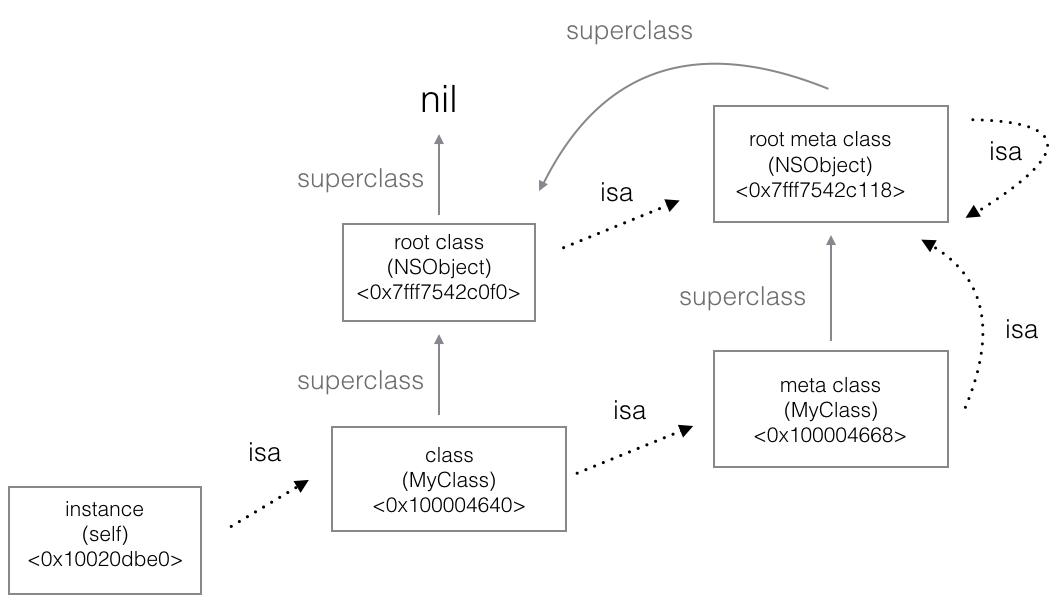 superclass
nil
root meta class
(NSObject)
<0x7fff7542c118>
isa
superclass
isa
root class
(NSObject)
<0x7fff7542c0f0>
superclass
isa
superclass
meta class
(MyClass)
<0x100004668>
isa
isa
class
(MyClass)
<0x100004640>
instance
(self)
<0x10020dbe0>